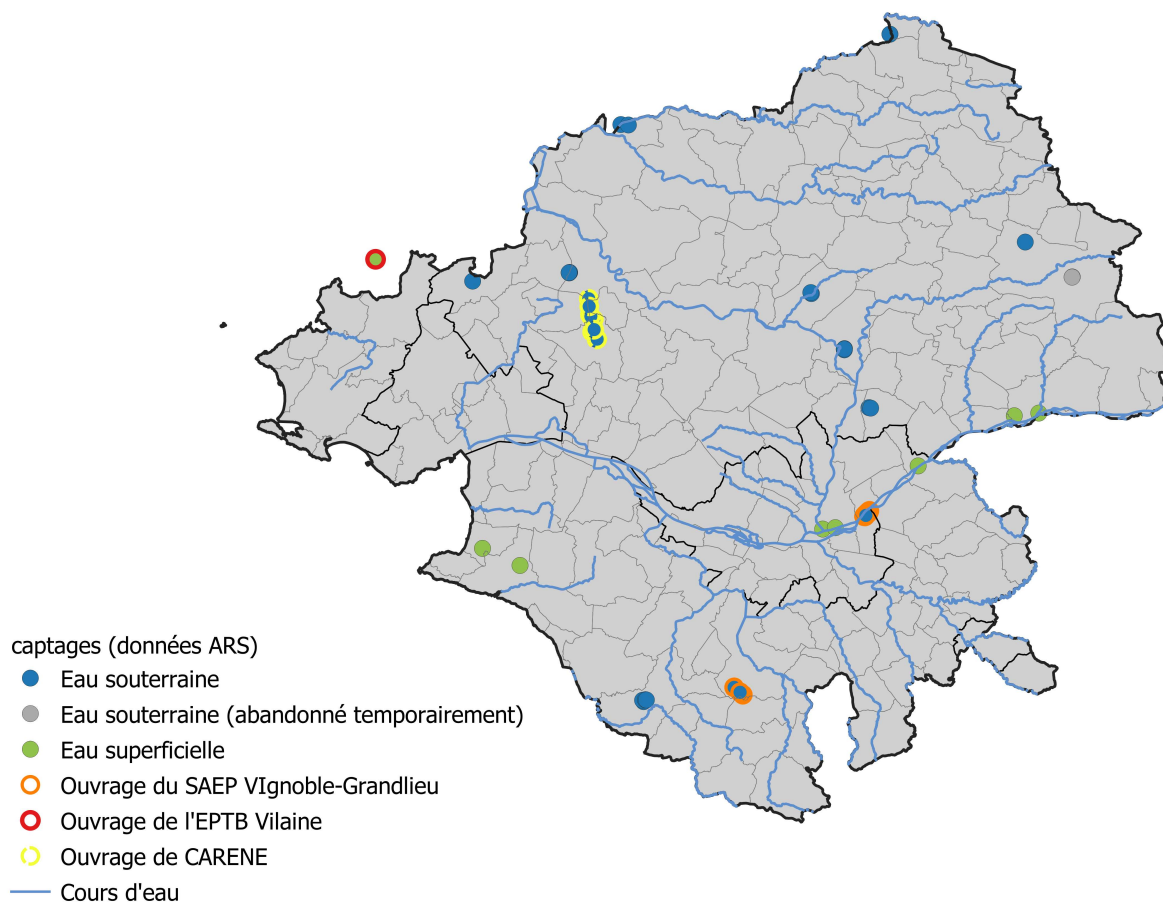 captages (données ARS)
Eau souterraine
Eau souterraine (abandonné temporairement)
Eau superficielle
Ouvrage du SAEP VIgnoble-Grandlieu
Ouvrage de l'EPTB Vilaine
Ouvrage de CARENE
Cours d'eau